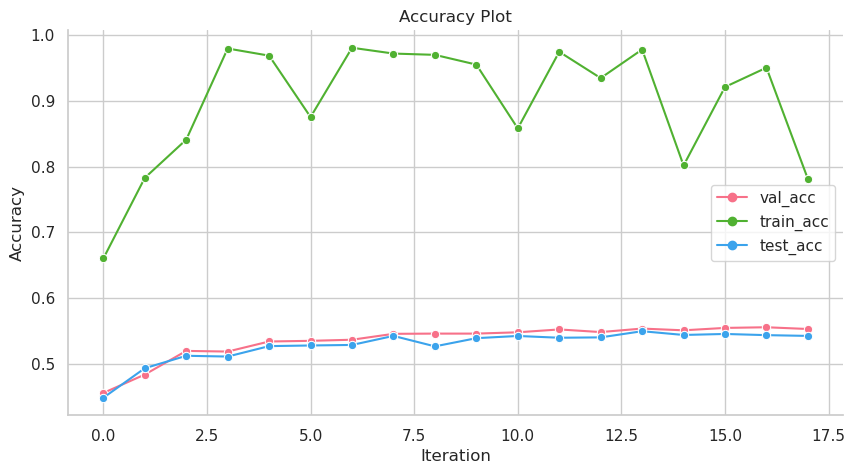 Accuracy Plot
1.0
0.9
0.8
0.7
0.6
0.5
Accuracy
val_acc
train_acc
test_acc
0.0 2.5 5.0 7.5 10.0 12.5 15.0 17.5
Iteration